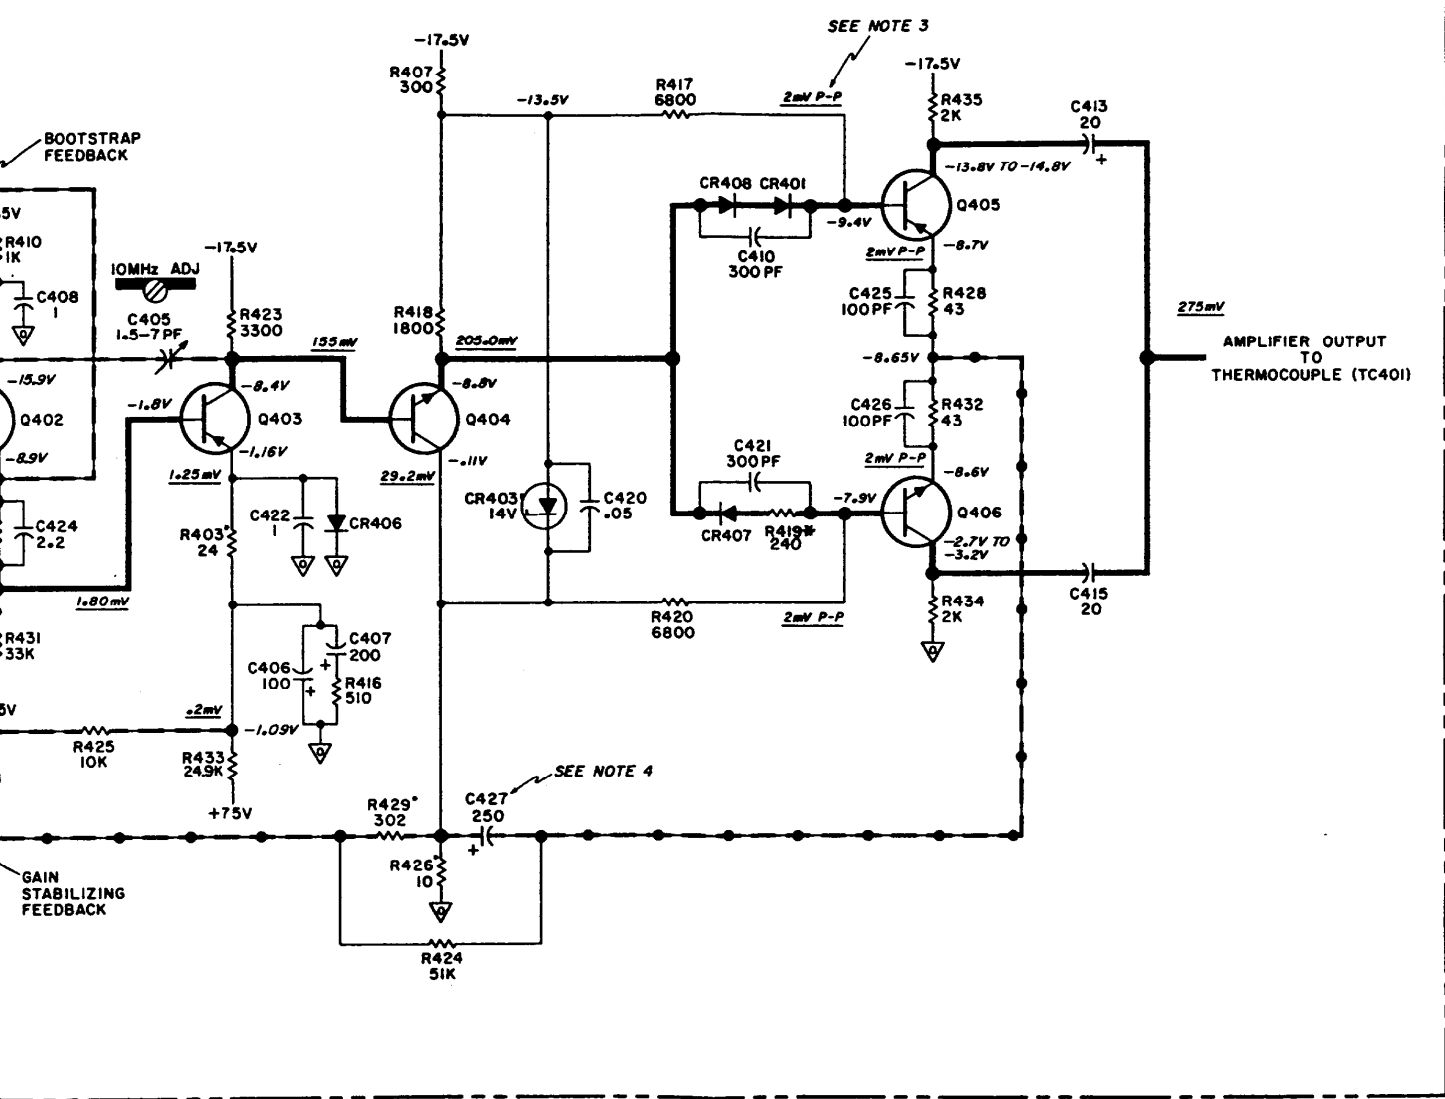 SEE NOTE 3
-17.5V
R407
300
-13.5V
R417
6800
2mV P-P
-17.5V
R435
2K
C413
20
+
BOOTSTRAP
FEEDBACK
-13.8V TO -14.8V
CR408 CR401
Q405
-9.4V
C410
300 PF
-8.7V
2mV P-P
.5V
R410
1K
C408
1
10MHz ADJ
C405
1.5-7 PF
-17.5V
R423
3300
155mV
R418
1800
205.0mV
C425
100PF
R428
43
275mV
-8.65V
AMPLIFIER OUTPUT
TO
THERMOCOUPLE (TC401)
-15.9V
Q402
-8.9V
-1.8V
-8.4V
Q403
-1.16V
1.25mV
-8.8V
Q404
-.11V
29.2mV
C426
100PF
R432
43
2mV P-P
-8.6V
C421
300 PF
-7.9V
Q406
CR407
R419*
240
-2.7V TO
-3.2V
CR403
14V
C420
.05
C424
2.2
C422
1
CR406
R403
24
1.80mV
R431
33K
R420
6800
2mV P-P
R434
2K
C415
20
C407
200
C406
100
+
+
R416
510
5V
.2mV
-1.09V
R425
10K
R433
24.9K
+75V
SEE NOTE 4
R429
302
C427
250
+
R426
10
GAIN
STABILIZING
FEEDBACK
R424
51K